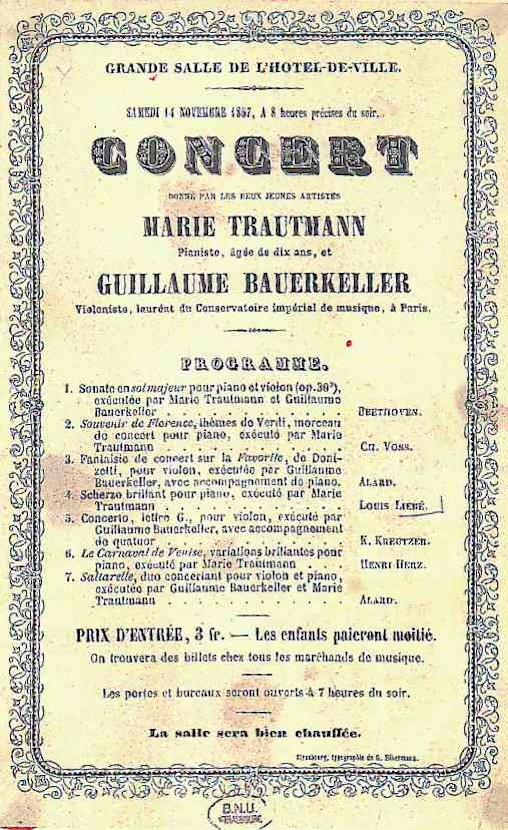 GRANDE SALLE DE L'HOTEL-DE-VILLE.
SAMEDI 14 NOVEMBRE 1857, A 8 heures précises du soir.
CONCERT
DONNÉ PAR LES DEUX JEUNES ARTISTES
MARIE TRAUTMANN
Pianiste, âgée de dix ans, et
GUILLAUME BAUERKELLER
Violoniste, lauréat du Conservatoire impérial de musique, à Paris.
PROGRAMME.
1. Sonate en sol majeur pour piano et violon (op. 30³),
exécutée par Marie Trautmann et Guillaume
Bauerkeller . . . . . . . . . . . BEETHOVEN.
2. Souvenir de Florence, thèmes de Verdi, morceau
de concert pour piano, exécuté par Marie
Trautmann . . . . . . . . . . . CH. VOSS.
3. Fantaisie de concert sur la Favorite, de Doni-
zetti, pour violon, exécutée par Guillaume
Bauerkeller, avec accompagnement de piano. ALARD.
4. Scherzo brillant pour piano, exécuté par Marie
Trautmann . . . . . . . . . . . LOUIS LIEBÉ.
5. Concerto, lettre G., pour violon, exécuté par
Guillaume Bauerkeller, avec accompagnement
de quatuor . . . . . . . . . . . K. KREUTZER.
6. Le Carnaval de Venise, variations brillantes pour
piano, exécuté par Marie Trautmann . . . HENRI HERZ.
7. Saltarelle, duo concertant pour violon et piano,
exécutée par Guillaume Bauerkeller et Marie
Trautmann . . . . . . . . . . . ALARD.
PRIX D'ENTRÉE, 3 fr. — Les enfants paieront moitié.
On trouvera des billets chez tous les marchands de musique.
Les portes et bureaux seront ouverts à 7 heures du soir.
La salle sera bien chauffée.
Strasbourg, typographie de G. Silbermann.
B.N.U.
STRASBOURG